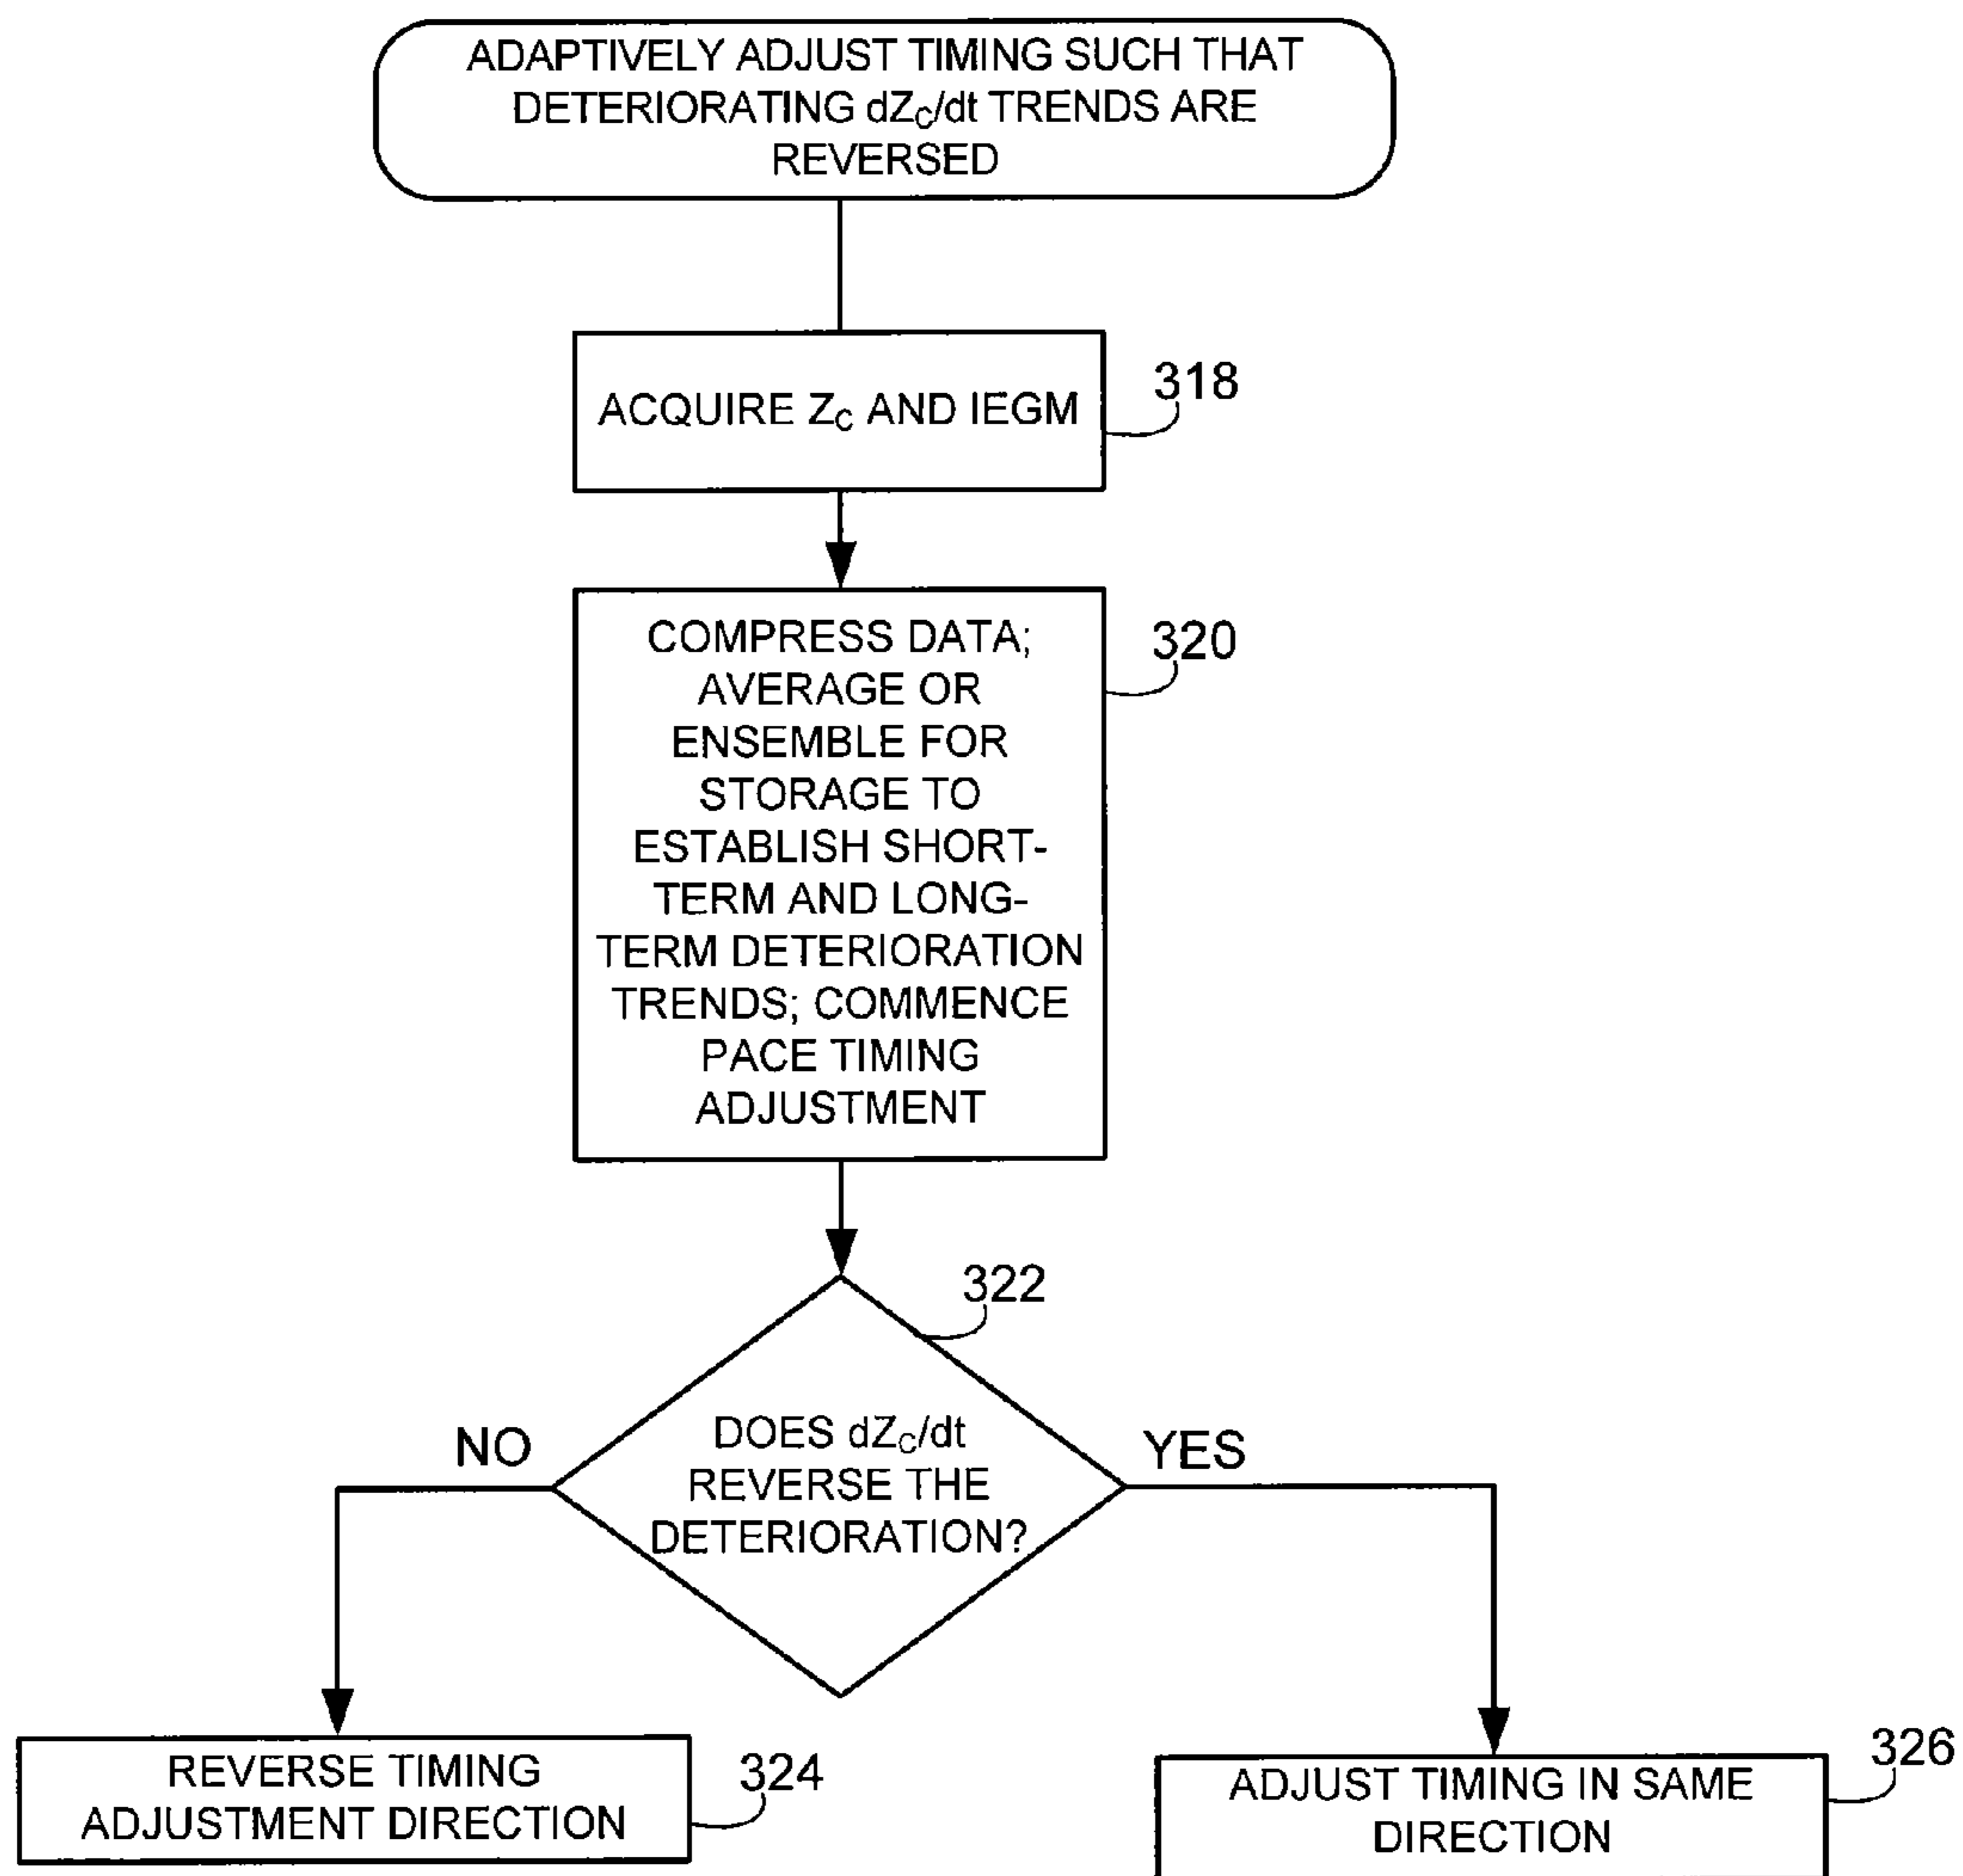 ADAPTIVELY ADJUST TIMING SUCH THAT
DETERIORATING dZC/dt TRENDS ARE
REVERSED
ACQUIRE ZC AND IEGM
318
COMPRESS DATA;
AVERAGE OR
ENSEMBLE FOR
STORAGE TO
ESTABLISH SHORT-
TERM AND LONG-
TERM DETERIORATION
TRENDS; COMMENCE
PACE TIMING
ADJUSTMENT
320
322
DOES dZC/dt
REVERSE THE
DETERIORATION?
NO
YES
REVERSE TIMING
ADJUSTMENT DIRECTION
324
ADJUST TIMING IN SAME
DIRECTION
326